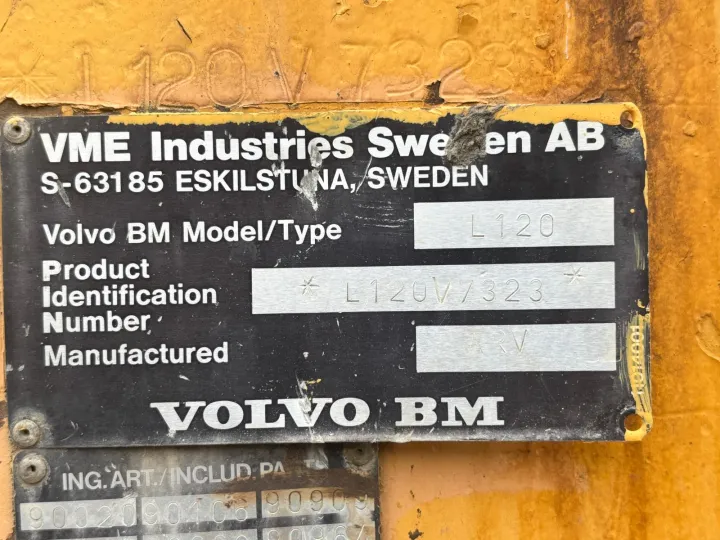 * L120V7323
VME Industries Sweden AB
S-63185 ESKILSTUNA, SWEDEN
Volvo BM Model/Type L120
Product
Identification * L120V7323 *
Number
Manufactured
VOLVO BM
ING.ART./INCLUD.PA
90020